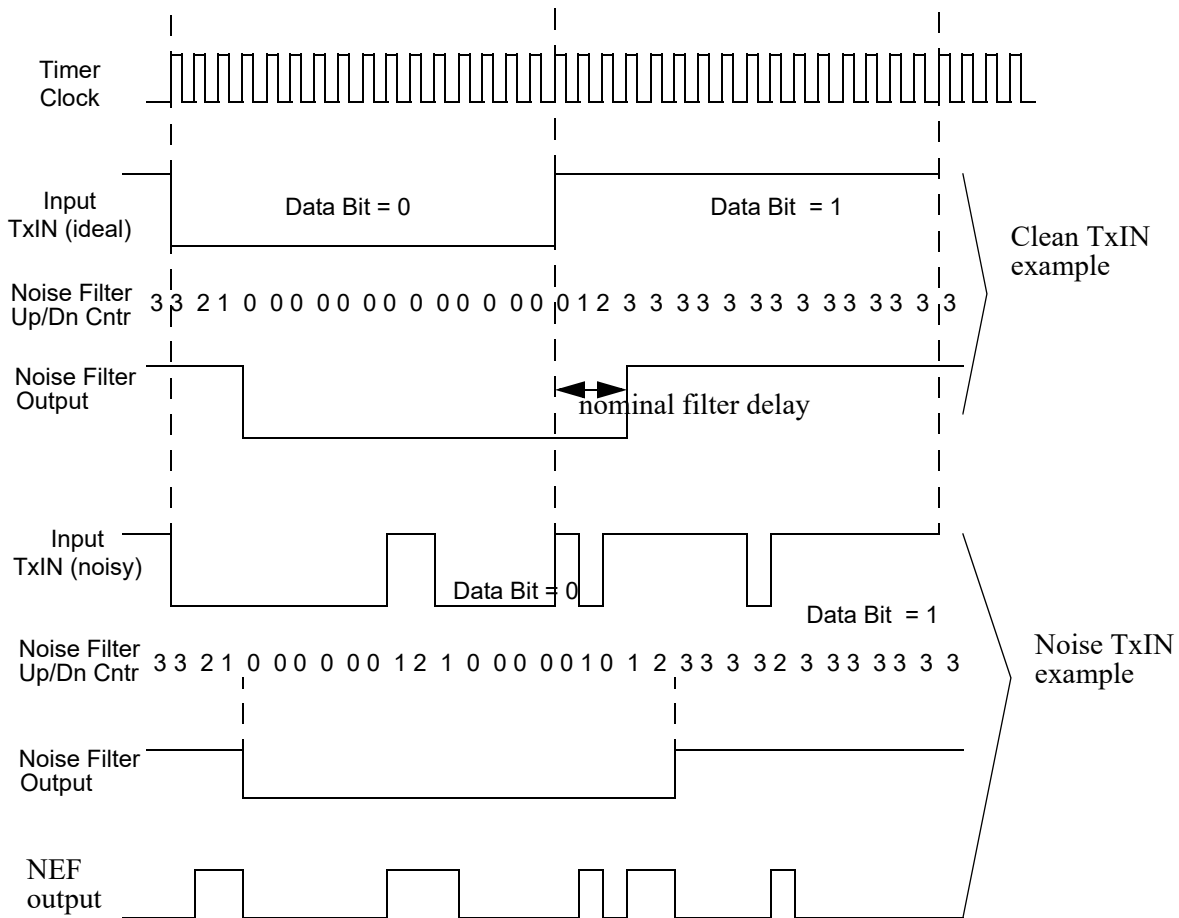 Timer
Clock
Input
TxIN (ideal)
Data Bit = 0
Data Bit = 1
Clean TxIN
example
Noise Filter
Up/Dn Cntr
3 3 2 1 0 0 0 0 0 0 0 0 0 0 0 0 0 0 1 2 3 3 3 3 3 3 3 3 3 3 3 3 3 3
Noise Filter
Output
nominal filter delay
Input
TxIN (noisy)
Data Bit = 0
Data Bit = 1
Noise Filter
Up/Dn Cntr
3 3 2 1 0 0 0 0 0 0 1 2 1 0 0 0 0 0 1 0 1 2 3 3 3 3 2 3 3 3 3 3 3 3
Noise TxIN
example
Noise Filter
Output
NEF
output